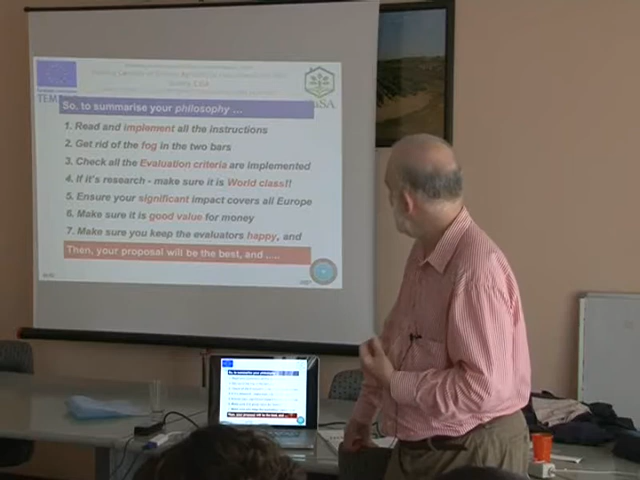 TEM
aSA
So, to summarise your philosophy ...
1. Read and implement all the instructions
2. Get rid of the fog in the two bars
3. Check all the Evaluation criteria are implemented
4. If it's research - make sure it is World class!!
5. Ensure your significant impact covers all Europe
6. Make sure it is good value for money
7. Make sure you keep the evaluators happy, and
Then, your proposal will be the best, and .....